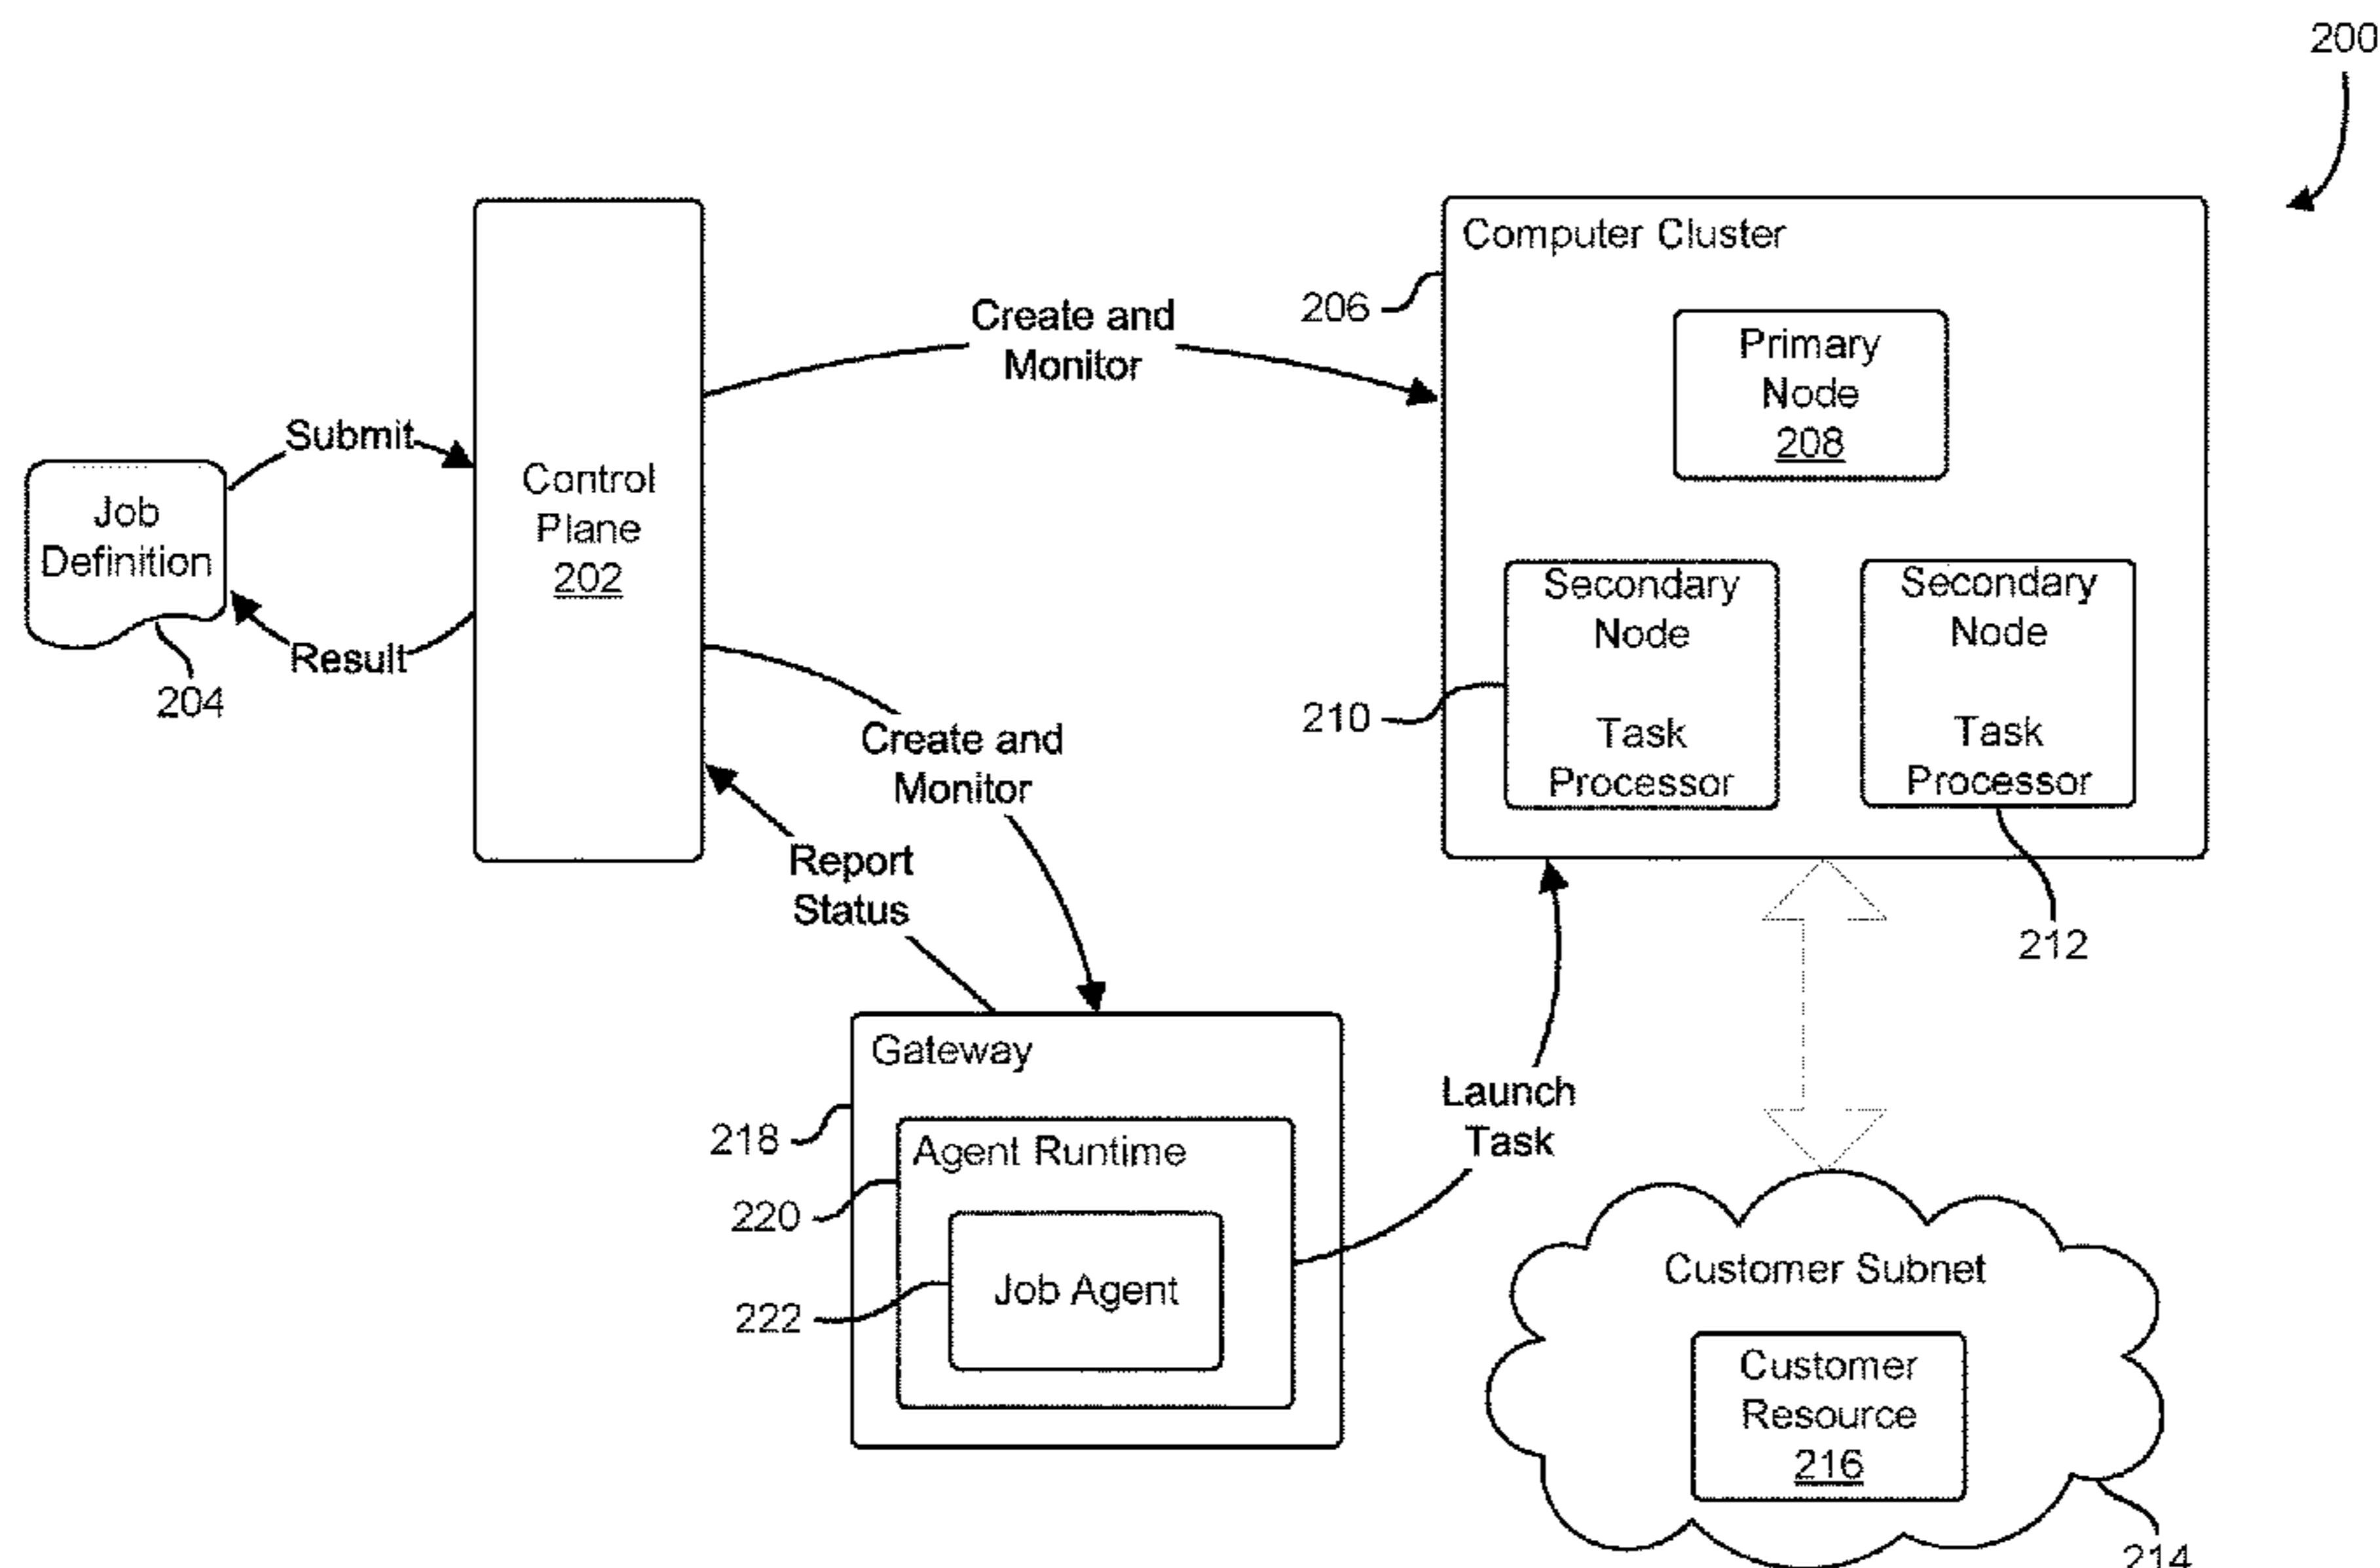 200
Computer Cluster
206
Create and
Monitor
Primary
Node
208
Submit
Control
Plane
202
Job
Definition
Result
204
Secondary
Node
Task
Processor
210
Secondary
Node
Task
Processor
212
Create and
Monitor
Report
Status
Gateway
218
Agent Runtime
220
Job Agent
222
Launch
Task
Customer Subnet
Customer
Resource
216
214